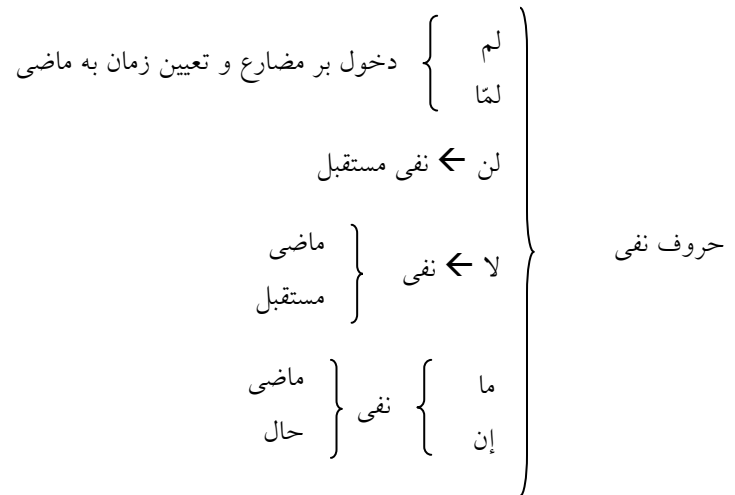 حروف نفی
لم
لمّا
دخول بر مضارع و تعیین زمان به ماضی
لن ← نفی مستقبل
لا ← نفی
ماضی
مستقبل
ما
إن
نفی
ماضی
حال